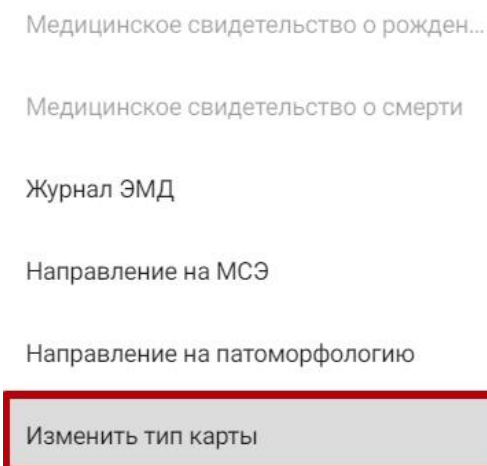 Медицинское свидетельство о рожден...
Медицинское свидетельство о смерти
Журнал ЭМД
Направление на МСЭ
Направление на патоморфологию
Изменить тип карты